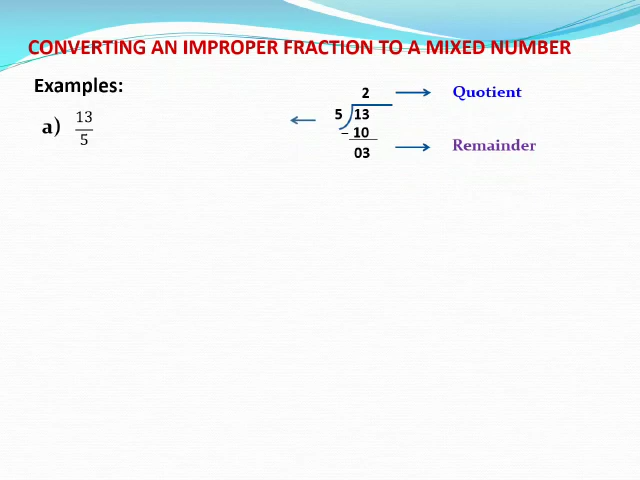 CONVERTING AN IMPROPER FRACTION TO A MIXED NUMBER
Examples:
a) 13/5
2 → Quotient
← 5 13
– 10
03 → Remainder